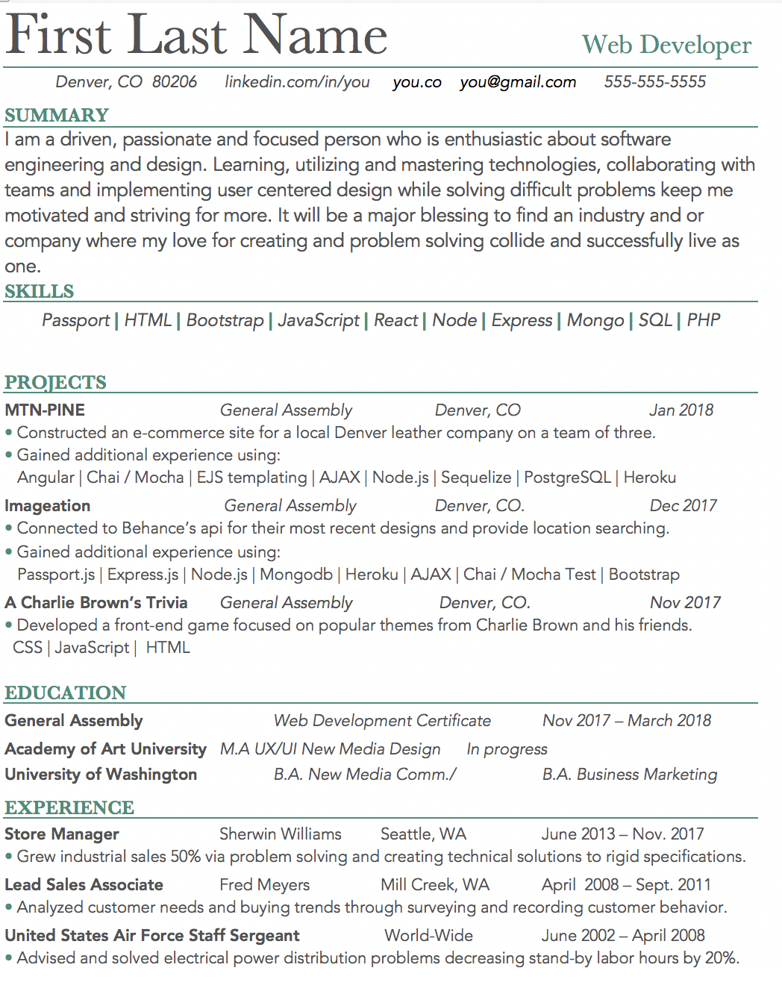 First Last Name Web Developer
Denver, CO 80206 linkedin.com/in/you you.co you@gmail.com 555-555-5555
SUMMARY
I am a driven, passionate and focused person who is enthusiastic about software
engineering and design. Learning, utilizing and mastering technologies, collaborating with
teams and implementing user centered design while solving difficult problems keep me
motivated and striving for more. It will be a major blessing to find an industry and or
company where my love for creating and problem solving collide and successfully live as
one.
SKILLS
Passport | HTML | Bootstrap | JavaScript | React | Node | Express | Mongo | SQL | PHP
PROJECTS
MTN-PINE General Assembly Denver, CO Jan 2018
• Constructed an e-commerce site for a local Denver leather company on a team of three.
• Gained additional experience using:
Angular | Chai / Mocha | EJS templating | AJAX | Node.js | Sequelize | PostgreSQL | Heroku
Imageation General Assembly Denver, CO. Dec 2017
• Connected to Behance’s api for their most recent designs and provide location searching.
• Gained additional experience using:
Passport.js | Express.js | Node.js | Mongodb | Heroku | AJAX | Chai / Mocha Test | Bootstrap
A Charlie Brown’s Trivia General Assembly Denver, CO. Nov 2017
• Developed a front-end game focused on popular themes from Charlie Brown and his friends.
CSS | JavaScript | HTML
EDUCATION
General Assembly Web Development Certificate Nov 2017 – March 2018
Academy of Art University M.A UX/UI New Media Design In progress
University of Washington B.A. New Media Comm./ B.A. Business Marketing
EXPERIENCE
Store Manager Sherwin Williams Seattle, WA June 2013 – Nov. 2017
• Grew industrial sales 50% via problem solving and creating technical solutions to rigid specifications.
Lead Sales Associate Fred Meyers Mill Creek, WA April 2008 – Sept. 2011
• Analyzed customer needs and buying trends through surveying and recording customer behavior.
United States Air Force Staff Sergeant World-Wide June 2002 – April 2008
• Advised and solved electrical power distribution problems decreasing stand-by labor hours by 20%.